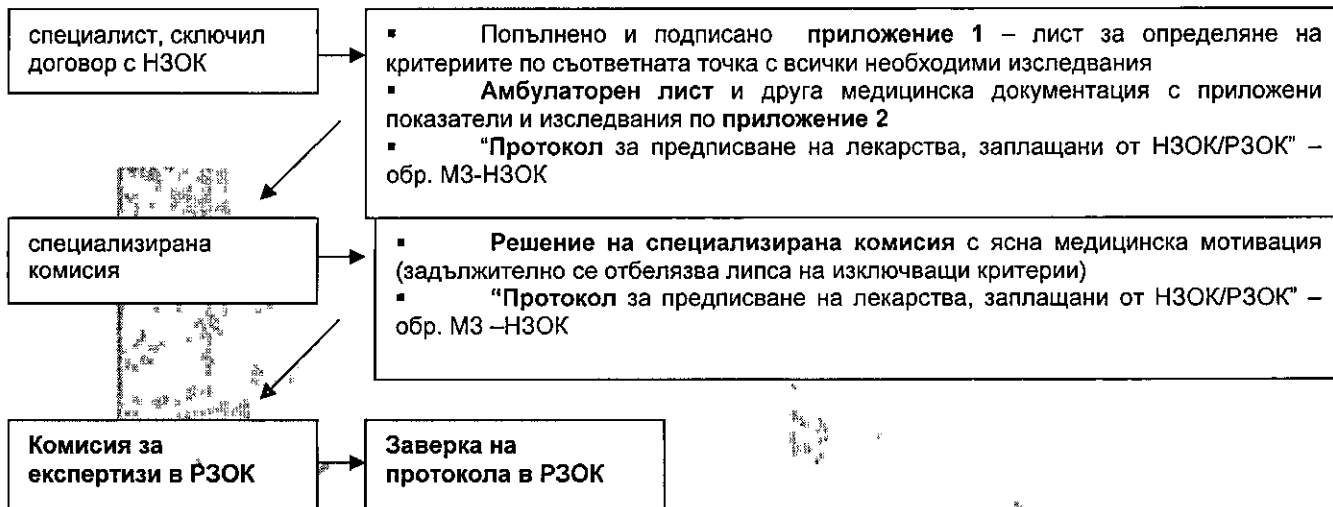 специалист, сключил
договор с НЗОК
▪ Попълнено и подписано приложение 1 – лист за определяне на
критериите по съответната точка с всички необходими изследвания
▪ Амбулаторен лист и друга медицинска документация с приложени
показатели и изследвания по приложение 2
▪ "Протокол за предписване на лекарства, заплащани от НЗОК/РЗОК" –
обр. МЗ-НЗОК
специализирана
комисия
▪ Решение на специализирана комисия с ясна медицинска мотивация
(задължително се отбелязва липса на изключващи критерии)
▪ "Протокол за предписване на лекарства, заплащани от НЗОК/РЗОК" –
обр. МЗ –НЗОК
Комисия за
експертизи в РЗОК
Заверка на
протокола в РЗОК